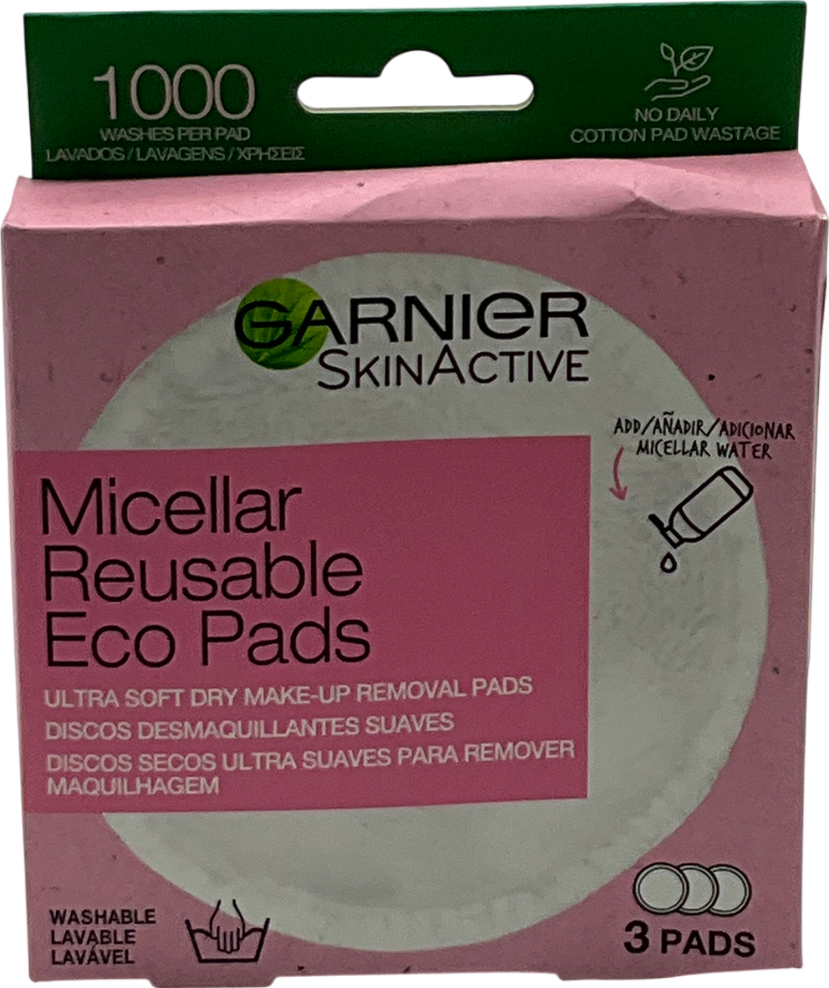 1000
WASHES PER PAD
LAVADOS / LAVAGENS / ΧΡΗΣΕΙΣ
NO DAILY
COTTON PAD WASTAGE
GARNIER
SKINACTIVE
ADD/AÑADIR/ADICIONAR
MICELLAR WATER
Micellar
Reusable
Eco Pads
ULTRA SOFT DRY MAKE-UP REMOVAL PADS
DISCOS DESMAQUILLANTES SUAVES
DISCOS SECOS ULTRA SUAVES PARA REMOVER
MAQUILHAGEM
WASHABLE
LAVABLE
LAVÁVEL
3 PADS